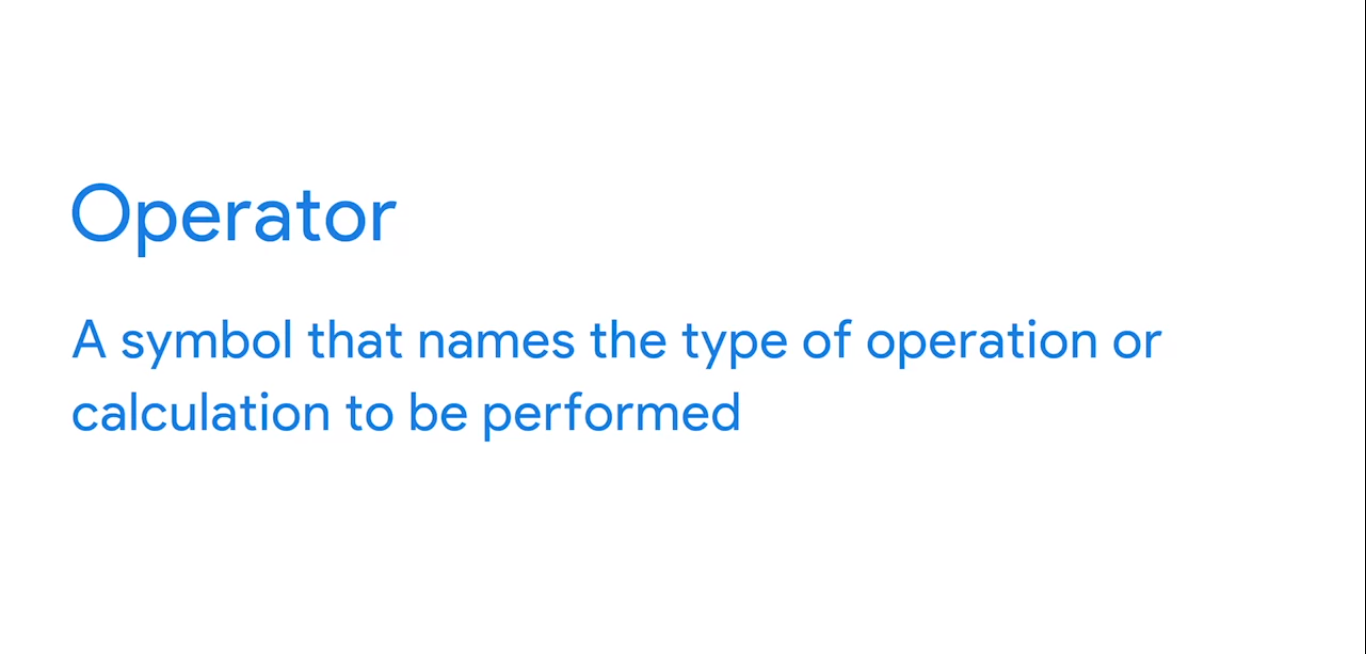 Operator
A symbol that names the type of operation or
calculation to be performed